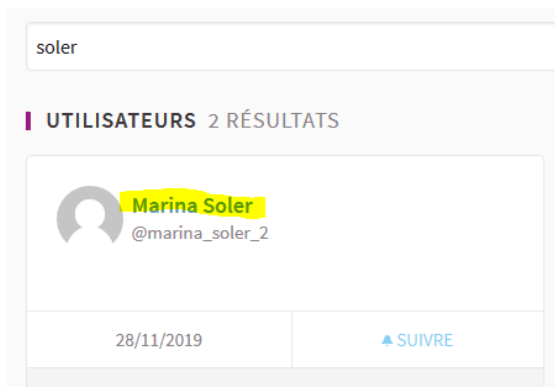 soler
UTILISATEURS 2 RÉSULTATS
Marina Soler
@marina_soler_2
28/11/2019
SUIVRE